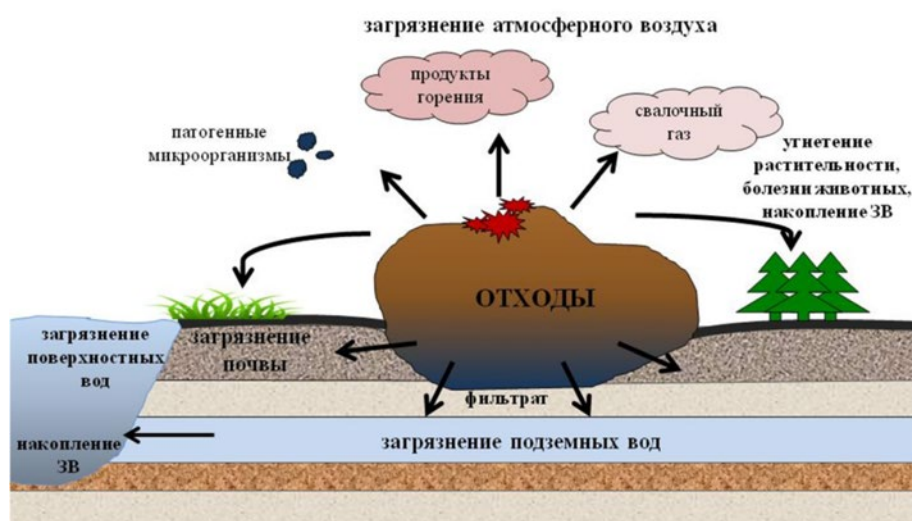 загрязнение атмосферного воздуха
продукты
горения
свалочный
газ
патогенные
микроорганизмы
угнетение
растительности,
болезни животных,
накопление ЗВ
ОТХОДЫ
загрязнение
поверхностных
вод
загрязнение
почвы
фильтрат
накопление
ЗВ
загрязнение подземных вод